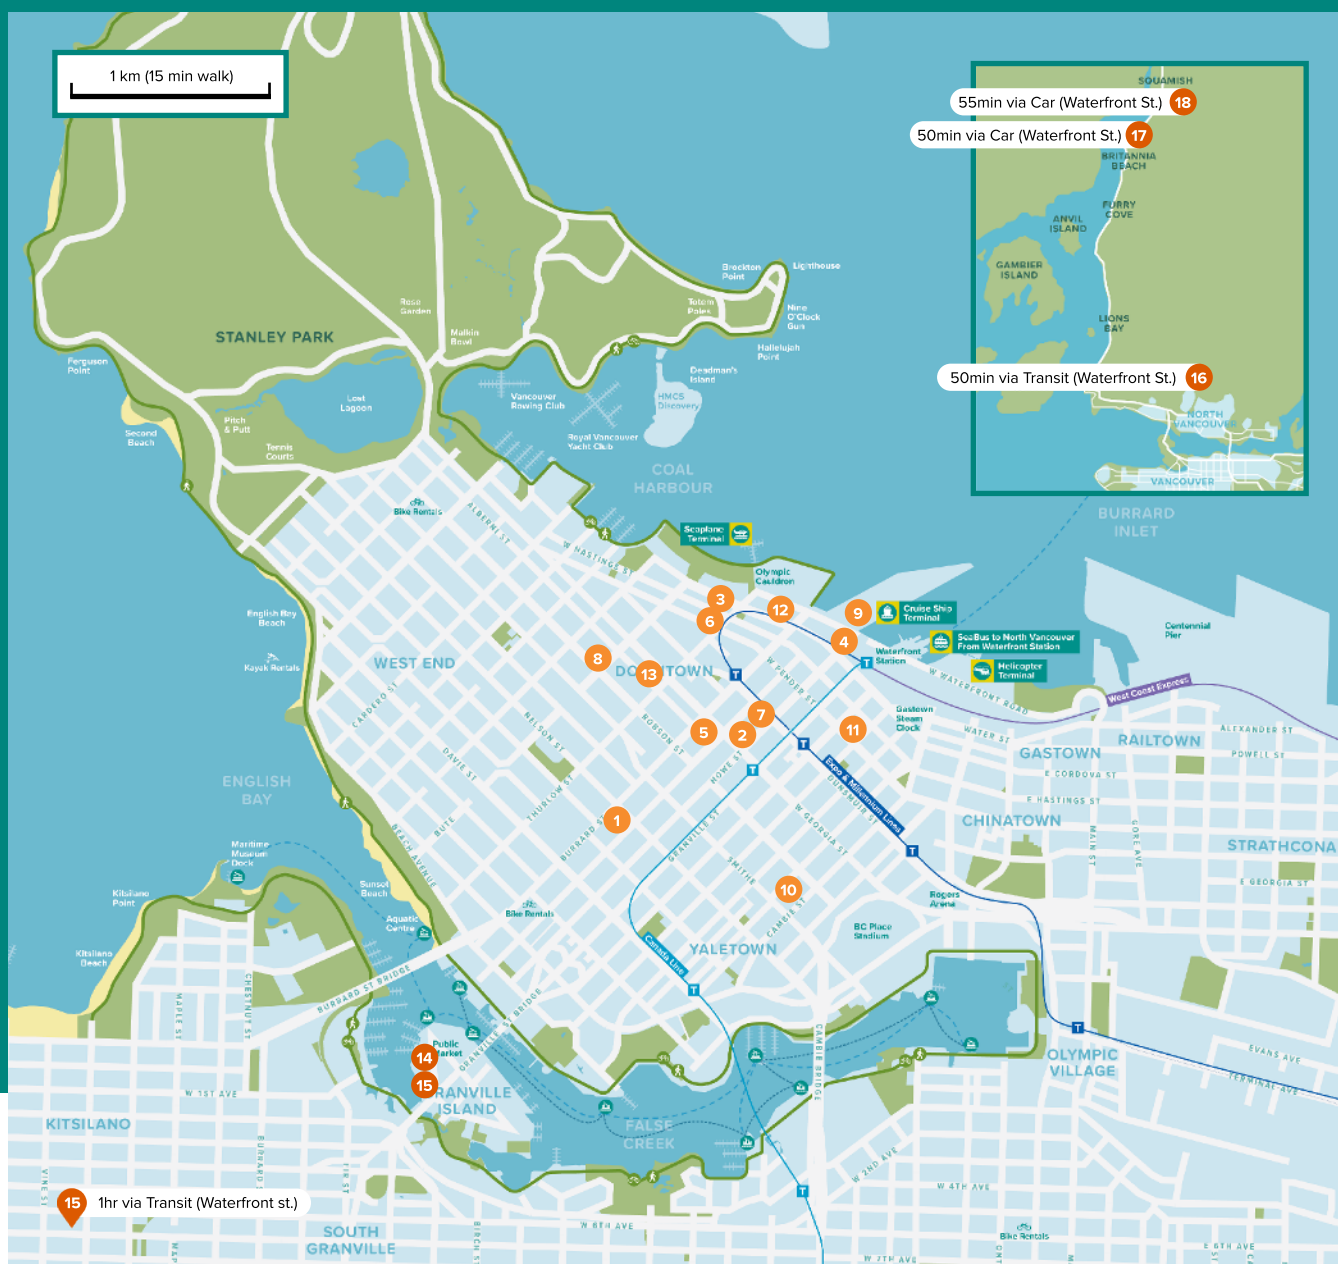 1 km (15 min walk)
SQUAMISH
55min via Car (Waterfront St.)
18
50min via Car (Waterfront St.)
17
BRITANNIA
BEACH
FURRY
COVE
ANVIL
ISLAND
GAMBIER
ISLAND
LIONS
BAY
50min via Transit (Waterfront St.)
16
NORTH
VANCOUVER
VANCOUVER
BURRARD
INLET
Brockton
Point
Lighthouse
Totem
Poles
Nine
O'Clock
Gun
Hallelujah
Point
Rose
Garden
Malkin
Bowl
STANLEY PARK
Ferguson
Point
Deadman's
Island
HMCS
Discovery
Vancouver
Rowing Club
Royal Vancouver
Yacht Club
Lost
Lagoon
Pitch
& Putt
Second
Beach
Tennis
Courts
COAL
HARBOUR
Bike Rentals
ALBERNI ST
W HASTINGS ST
Seaplane
Terminal
Olympic
Cauldron
3
12
9
Cruise Ship
Terminal
6
4
SeaBus to North Vancouver
From Waterfront Station
Waterfront
Station
T
Helicopter
Terminal
Centennial
Pier
English Bay
Beach
Kayak Rentals
WEST END
CARDERO ST
8
DOWNTOWN
13
T
W PENDER ST
W WATERFRONT ROAD
West Coast Express
Gastown
Steam
Clock
WATER ST
ALEXANDER ST
RAILTOWN
POWELL ST
GASTOWN
E CORDOVA ST
E HASTINGS ST
NELSON ST
ROBSON ST
5
2
7
11
T
HOWE ST
T
DAVIE ST
THURLOW ST
Expo & Millennium Lines
DUNSMUIR ST
ENGLISH
BAY
BUTE
BURRARD S
1
GRANVILLE ST
W GEORGIA ST
CHINATOWN
MAIN ST
GORE AVE
STRATHCONA
T
SMITHE
BEACH AVENUE
Maritime
Museum
Dock
Kitsilano
Point
Sunset
Beach
Aquatic
Centre
10
CAMBIE ST
Rogers
Arena
E GEORGIA ST
Bike Rentals
BC Place
Stadium
YALETOWN
Canada Line
T
Kitsilano
Beach
BURRARD ST BRIDGE
MAPLE ST
CHESTNUT ST
GRANVILLE ST BRIDGE
CAMBIE BRIDGE
T
Public
Market
14
15
RANVILLE
ISLAND
W 1ST AVE
KITSILANO
FALSE
CREEK
OLYMPIC
VILLAGE
EVANS AVE
TERMINAL AVE
W 2ND AVE
T
W 4TH AVE
VINE ST
BURRARD S
FIR ST
15
1hr via Transit (Waterfront st.)
SOUTH
GRANVILLE
BIRCH S
W 6TH AVE
Bike Rentals
W 7TH AVE
E 6TH AVE